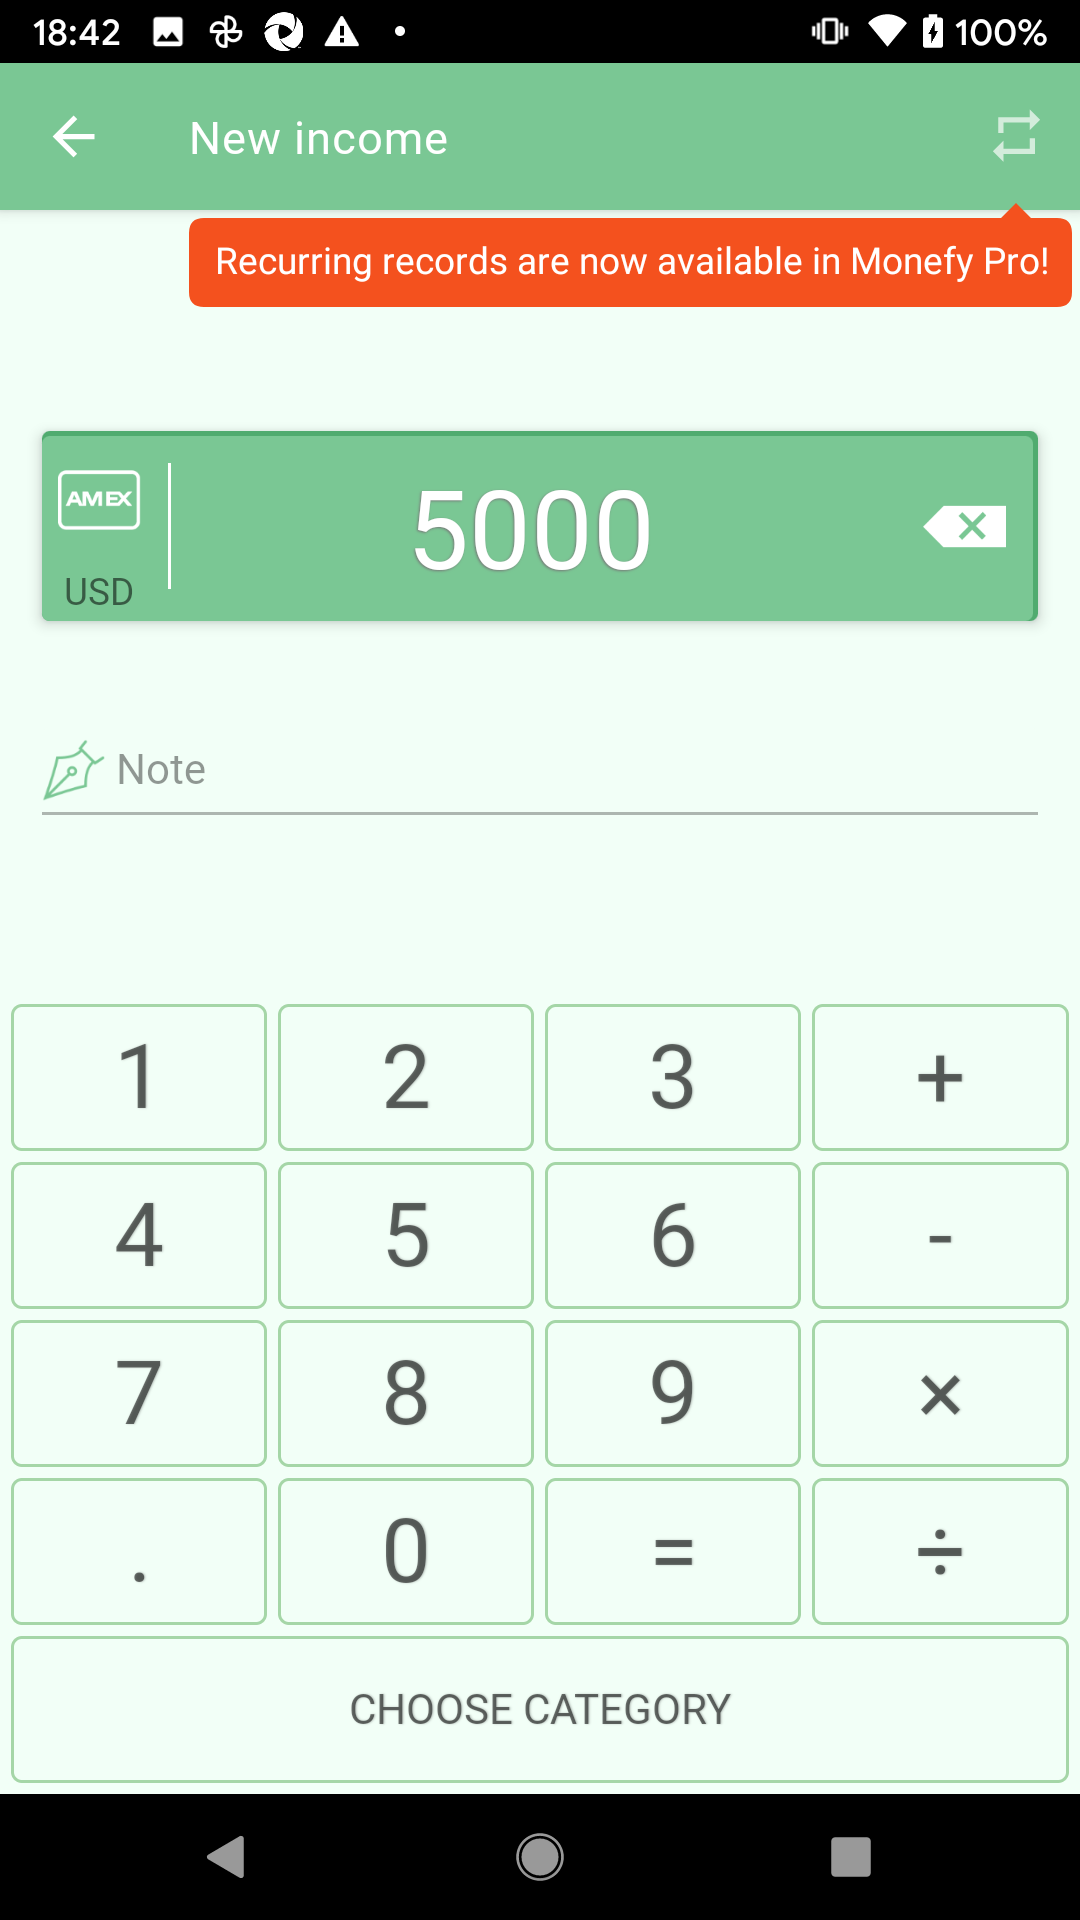 18:42 100%
New income
Recurring records are now available in Monefy Pro!
AMEX
5000
USD
Note
1 2 3 +
4 5 6 -
7 8 9 ×
. 0 = ÷
CHOOSE CATEGORY